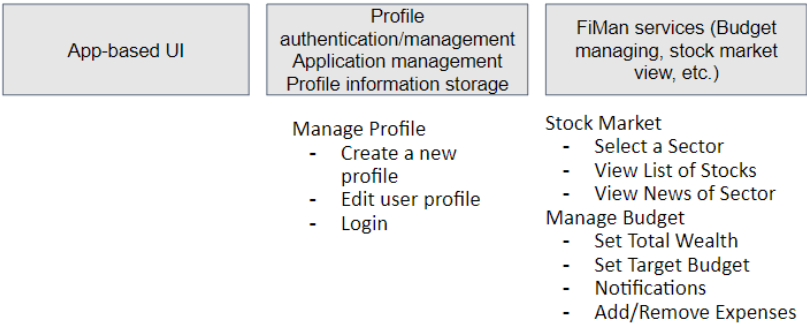 App-based UI
Profile
authentication/management
Application management
Profile information storage
FiMan services (Budget
managing, stock market
view, etc.)
Manage Profile
- Create a new
profile
- Edit user profile
- Login
Stock Market
- Select a Sector
- View List of Stocks
- View News of Sector
Manage Budget
- Set Total Wealth
- Set Target Budget
- Notifications
- Add/Remove Expenses